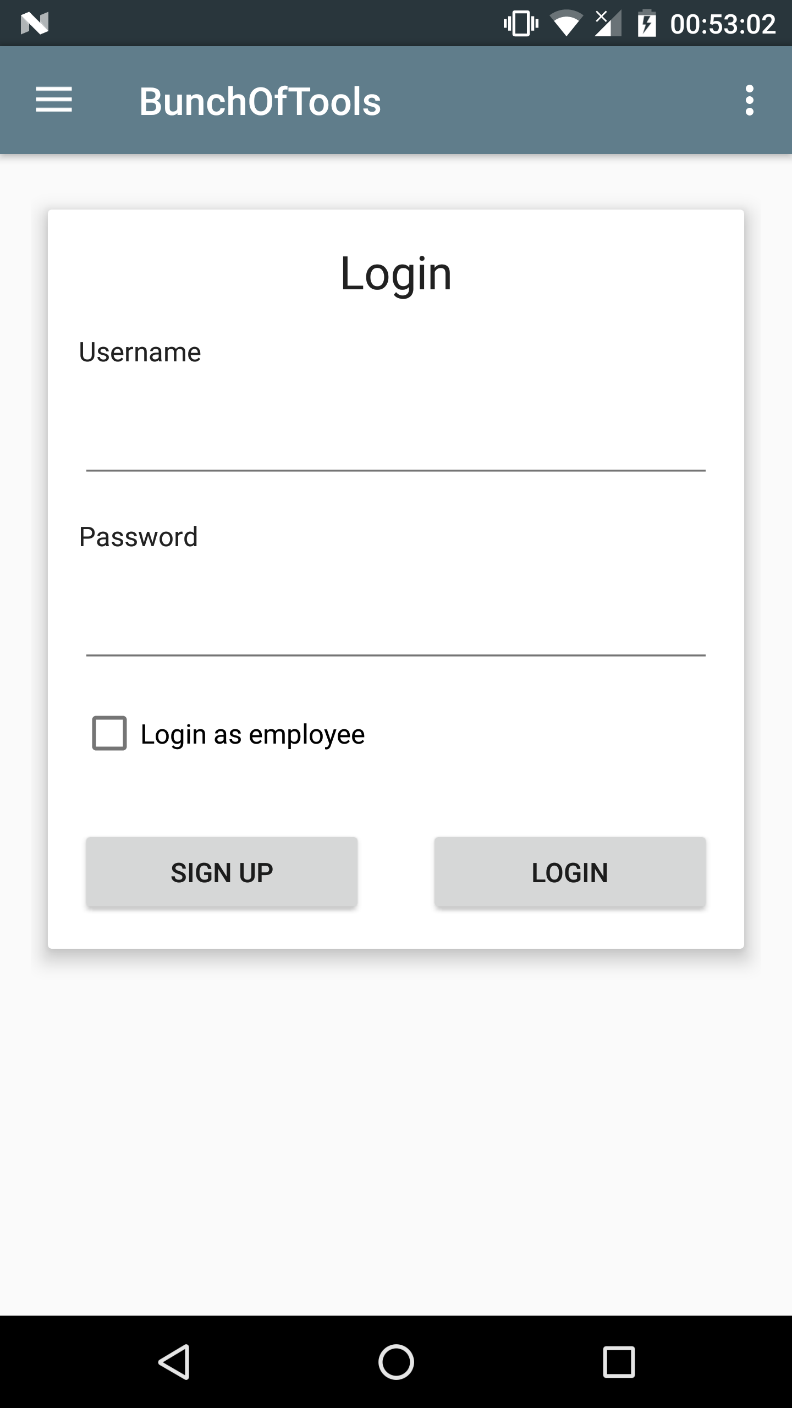 00:53:02
BunchOfTools
Login
Username
Password
Login as employee
SIGN UP
LOGIN